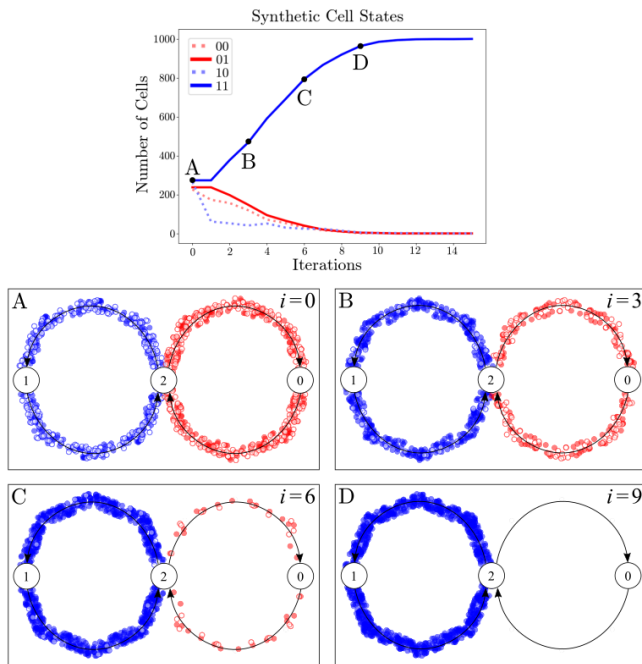 Synthetic Cell States
Number of Cells
1000
800
600
400
200
0
00
01
10
11
A
B
C
D
0 2 4 6 8 10 12 14
Iterations
A i=0
1 2 0
B i=3
1 2 0
C i=6
1 2 0
D i=9
1 2 0